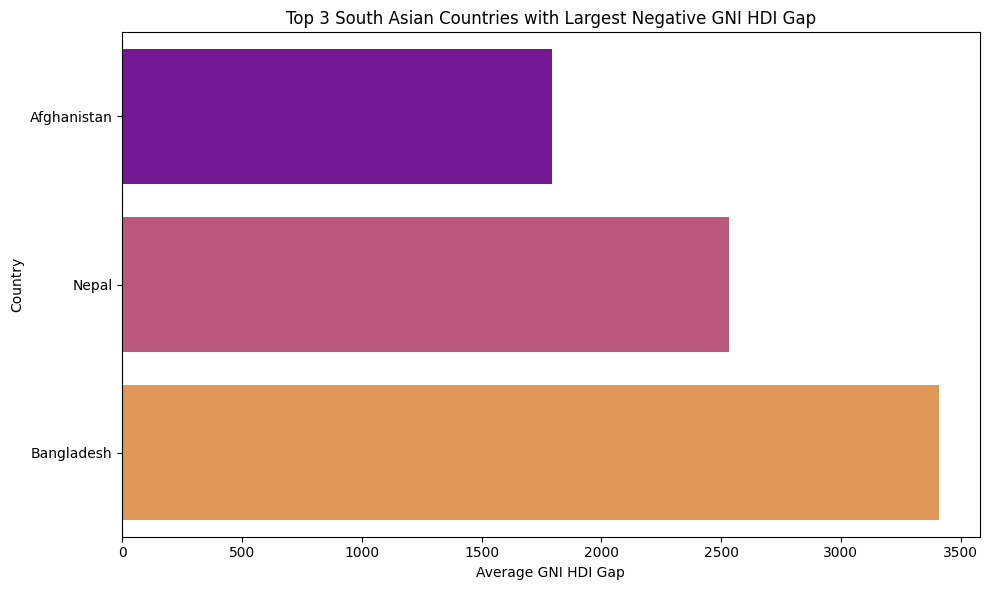 Top 3 South Asian Countries with Largest Negative GNI HDI Gap
Country
Afghanistan
Nepal
Bangladesh
0 500 1000 1500 2000 2500 3000 3500
Average GNI HDI Gap